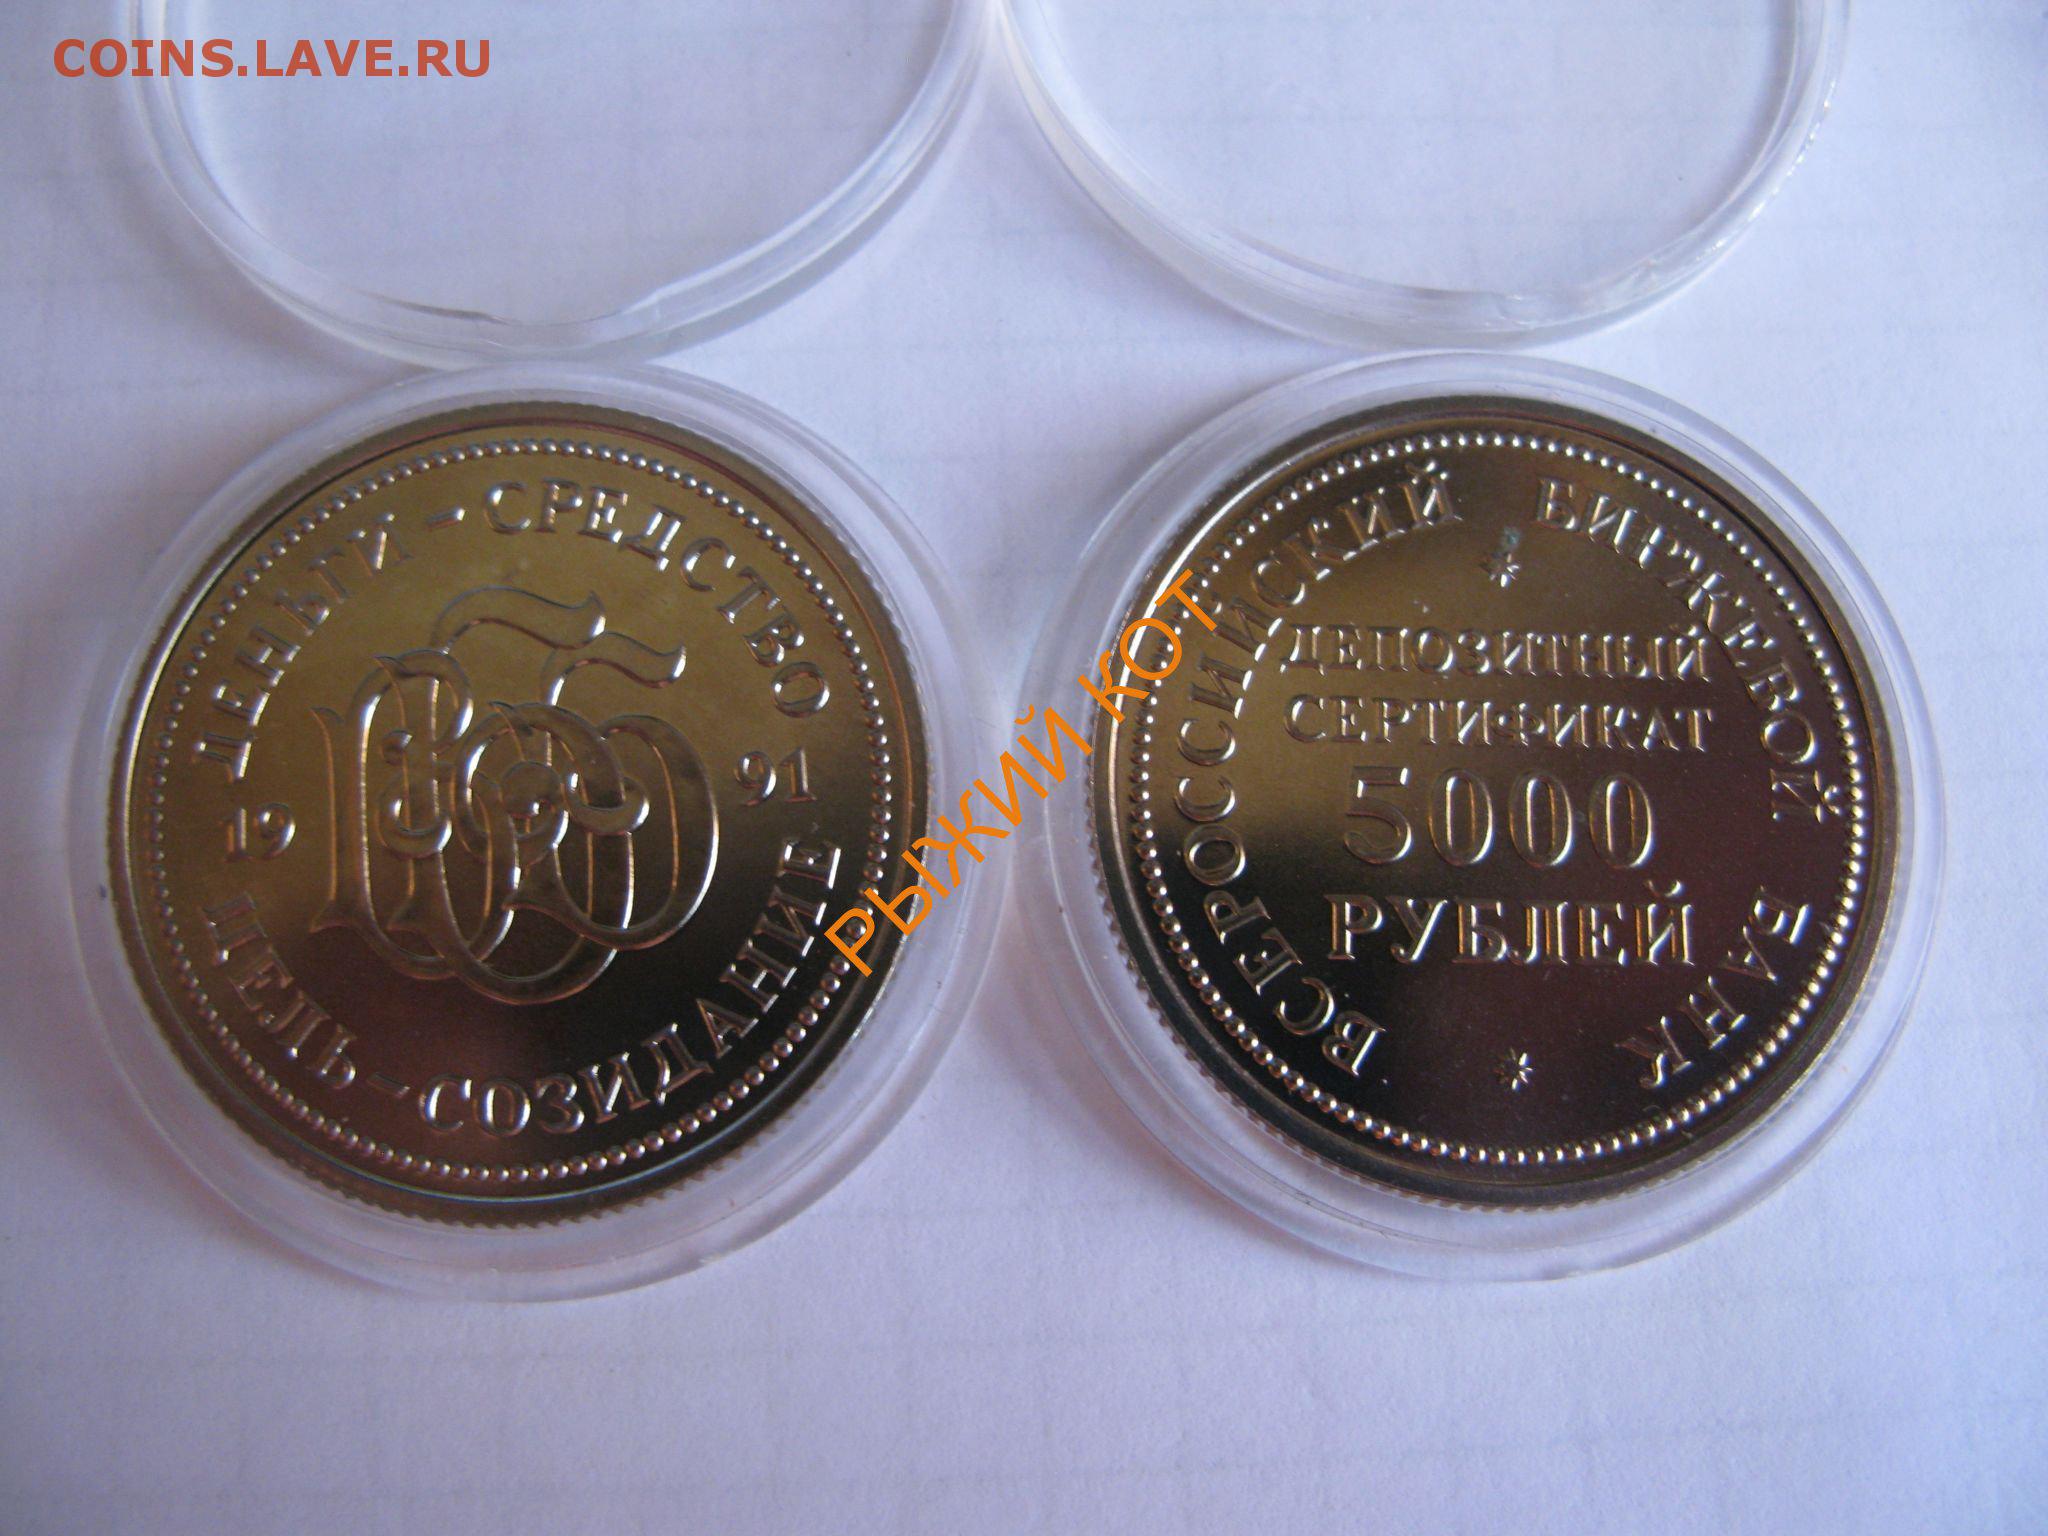 COINS.LAVE.RU
ДЕНЬГИ - СРЕДСТВО
19 91
ЦЕЛЬ - СОЗИДАНИЕ
РЫЖИЙ КОТ
ВСЕРОССИЙСКИЙ БИРЖЕВОЙ БАНК
ДЕПОЗИТНЫЙ
СЕРТИФИКАТ
5000
РУБЛЕЙ